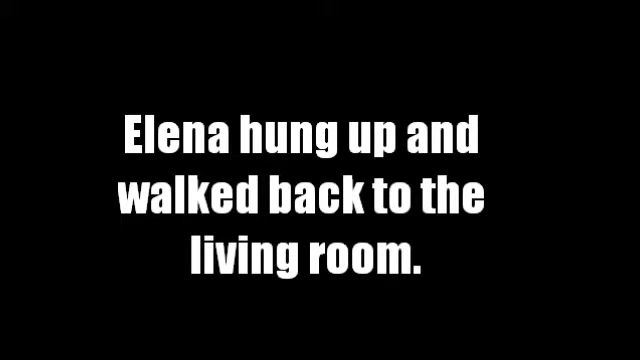 Elena hung up and
walked back to the
living room.